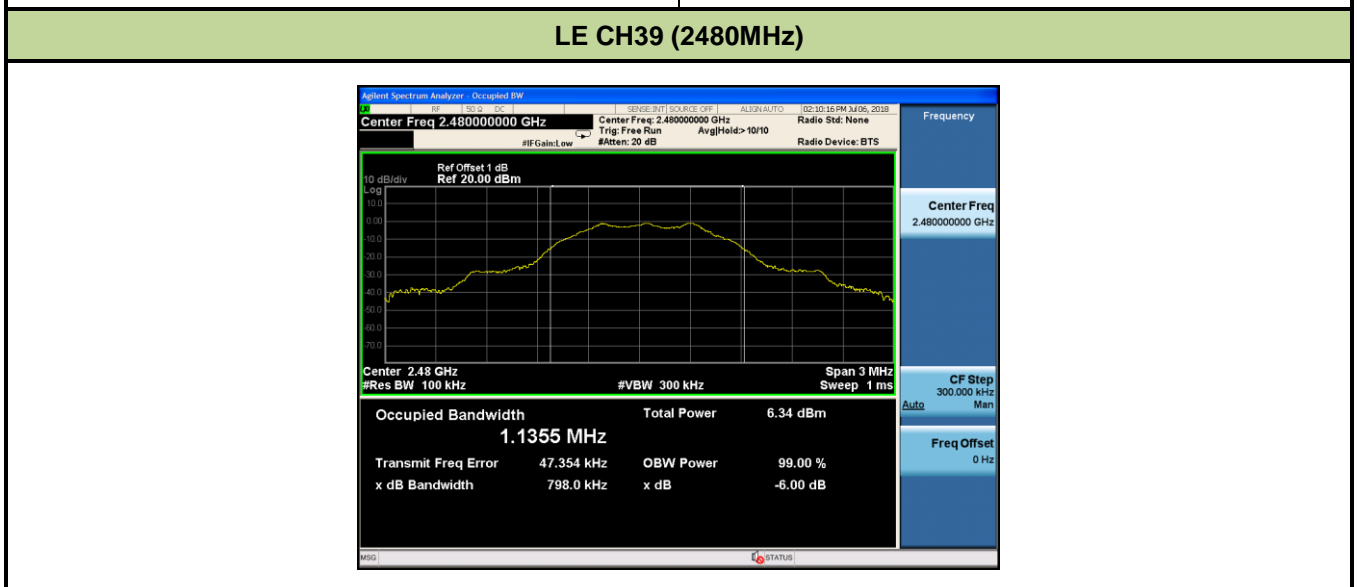 LE CH39 (2480MHz)
Agilent Spectrum Analyzer - Occupied BW
RF 50 Ω DC SENSE:INT SOURCE OFF ALIGN AUTO 02:10:16 PM Jul 06, 2018
Center Freq 2.480000000 GHz
Center Freq: 2.480000000 GHz
Radio Std: None
Trig: Free Run Avg|Hold:> 10/10
#IFGain:Low
#Atten: 20 dB
Radio Device: BTS
Ref Offset 1 dB
10 dB/div Ref 20.00 dBm
Log
10.0
0.00
-10.0
-20.0
-30.0
-40.0
-50.0
-60.0
-70.0
Center 2.48 GHz Span 3 MHz
#Res BW 100 kHz #VBW 300 kHz Sweep 1 ms
Occupied Bandwidth Total Power 6.34 dBm
1.1355 MHz
Transmit Freq Error 47.354 kHz OBW Power 99.00 %
x dB Bandwidth 798.0 kHz x dB -6.00 dB
MSG STATUS
Frequency
Center Freq
2.480000000 GHz
CF Step
300.000 kHz
Auto Man
Freq Offset
0 Hz